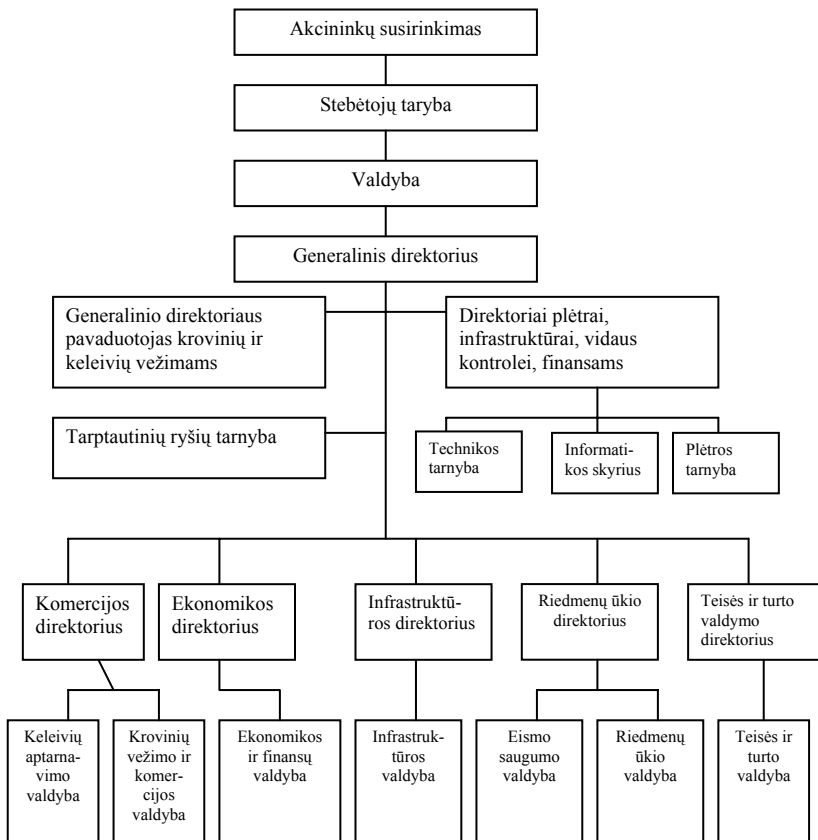 Akcininkų susirinkimas
Stebėtojų taryba
Valdyba
Generalinis direktorius
Generalinio direktoriaus
pavaduotojas krovinių ir
keleivių vežimams
Direktoriai plėtrai,
infrastruktūrai, vidaus
kontrolei, finansams
Tarptautinių ryšių tarnyba
Technikos
tarnyba
Informati-
kos skyrius
Plėtros
tarnyba
Komercijos
direktorius
Ekonomikos
direktorius
Infrastruktū-
ros direktorius
Riedmenų ūkio
direktorius
Teisės ir turto
valdymo
direktorius
Keleivių
aptarna-
vimo
valdyba
Krovinių
vežimo ir
komer-
cijos
valdyba
Ekonomikos
ir finansų
valdyba
Infrastruk-
tūros
valdyba
Eismo
saugumo
valdyba
Riedmenų
ūkio
valdyba
Teisės ir
turto
valdyba